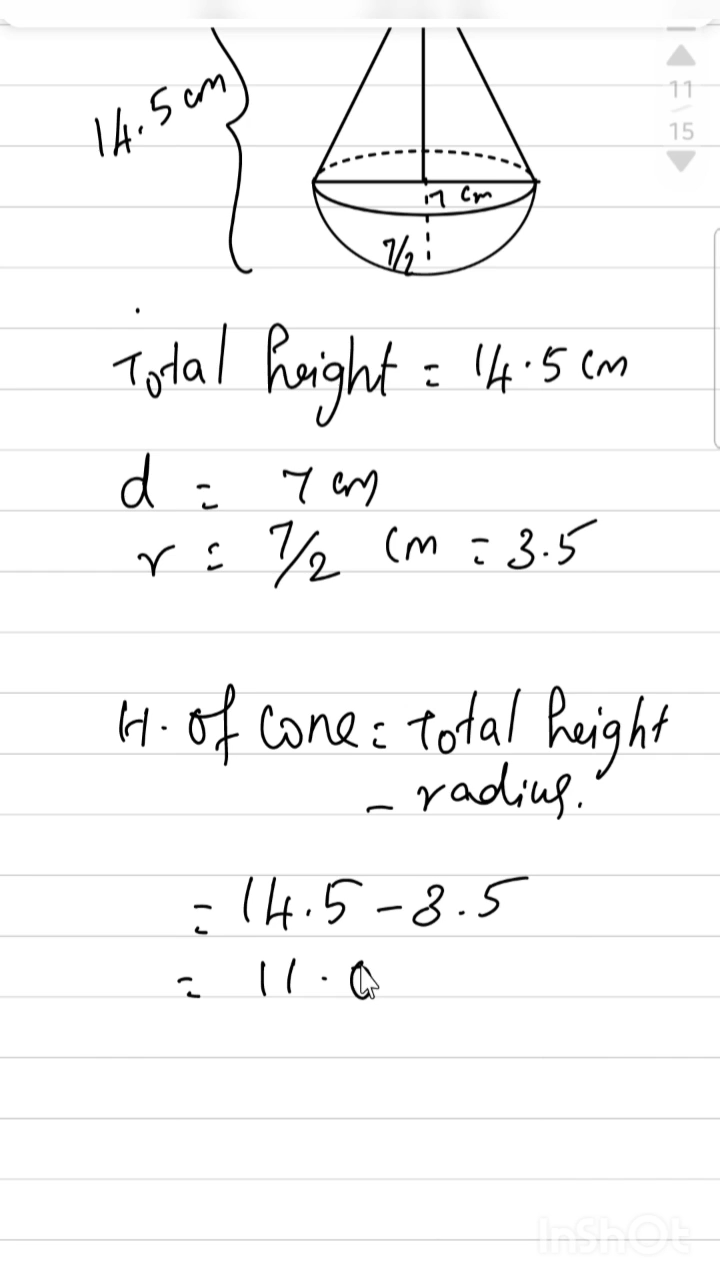 14.5 cm
11
15
7 cm
7/2
Total height = 14.5 cm
d = 7 cm
r = 7/2 cm = 3.5
H. of cone = Total height
- radius.
= 14.5 - 3.5
= 11.0
InShOt